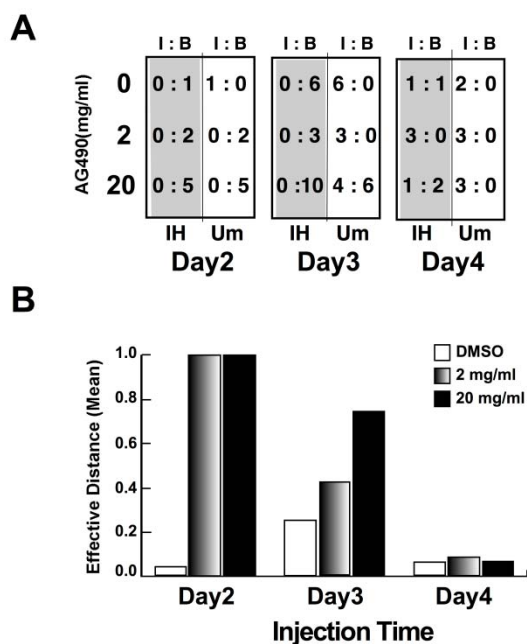 A
I : B I : B I : B I : B I : B I : B
AG490(mg/ml)
0 0 : 1 1 : 0 0 : 6 6 : 0 1 : 1 2 : 0
2 0 : 2 0 : 2 0 : 3 3 : 0 3 : 0 3 : 0
20 0 : 5 0 : 5 0 :10 4 : 6 1 : 2 3 : 0
IH Um IH Um IH Um
Day2 Day3 Day4
B
Effective Distance (Mean)
1.0
0.8
0.6
0.4
0.2
0.0
DMSO
2 mg/ml
20 mg/ml
Day2 Day3 Day4
Injection Time